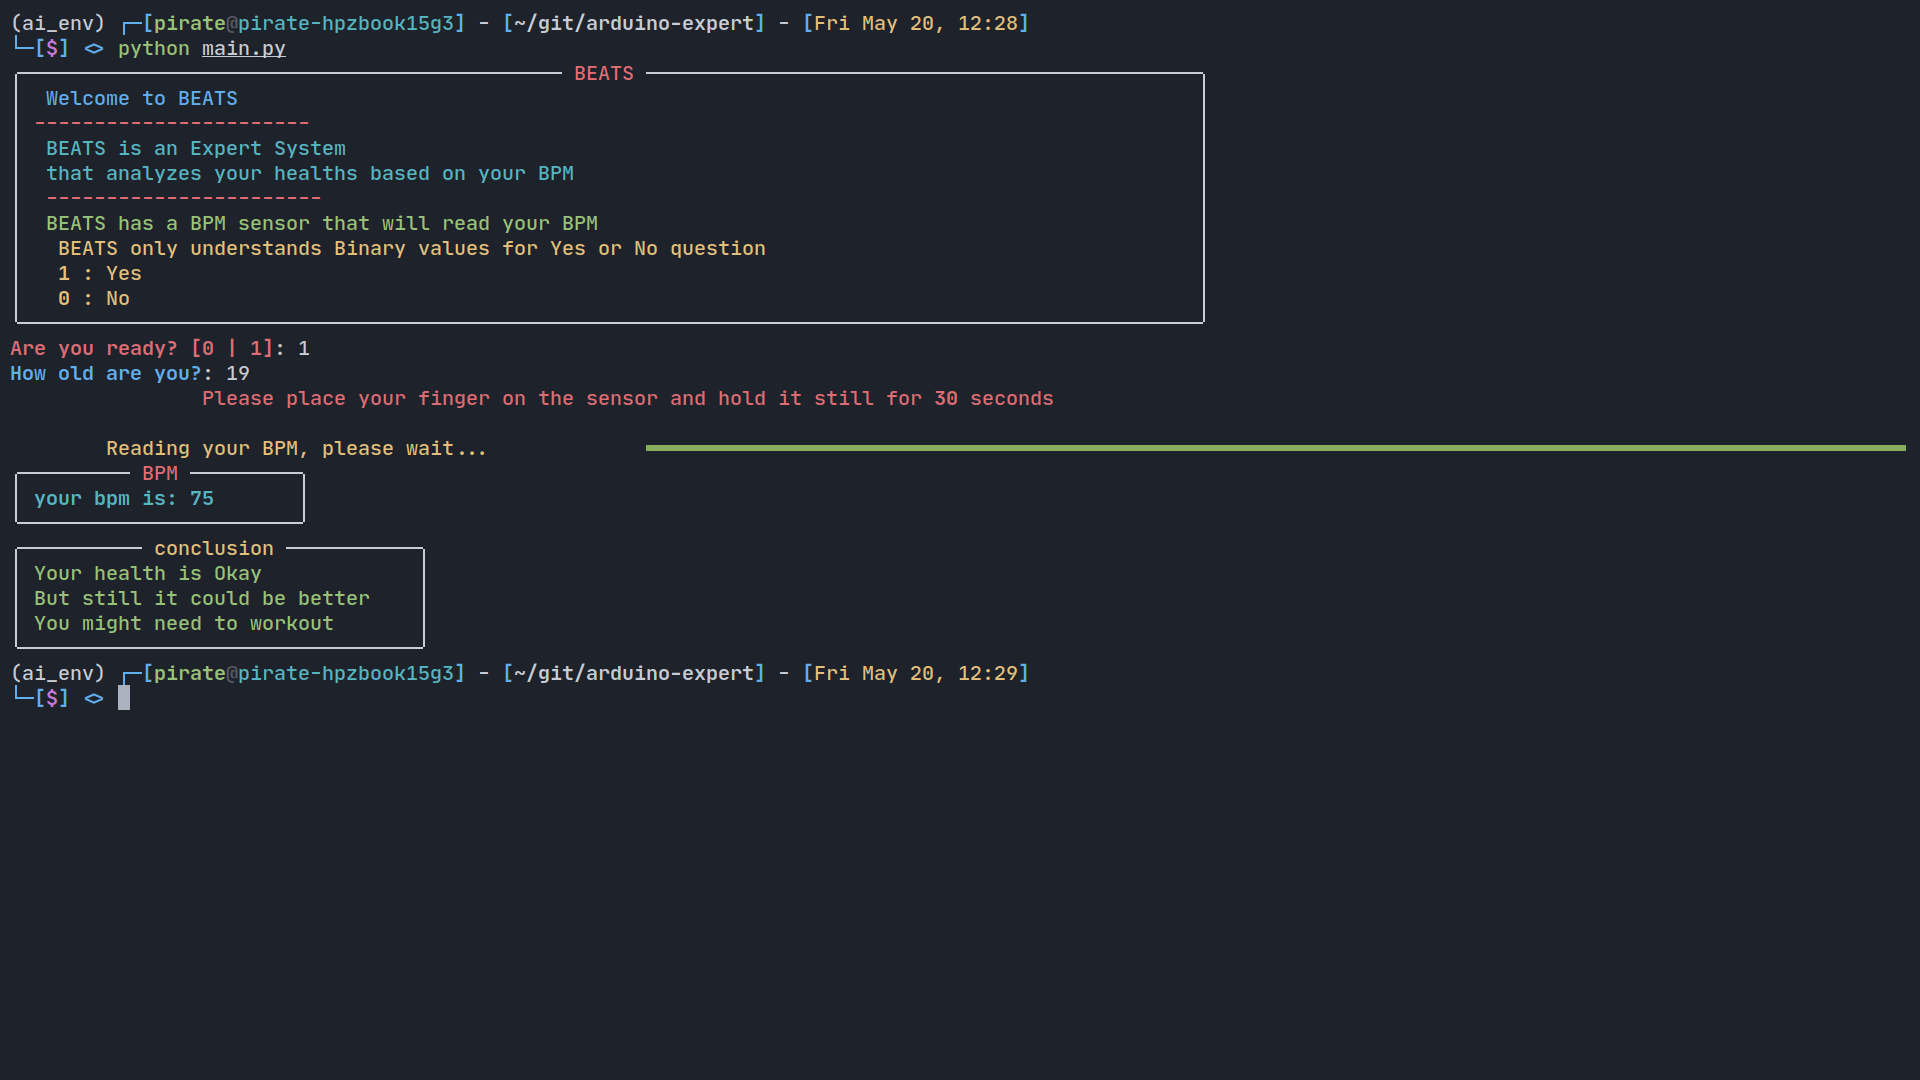 (ai_env) ┌─[pirate@pirate-hpzbook15g3] - [~/git/arduino-expert] - [Fri May 20, 12:28]
└─[$] <> python main.py
BEATS
Welcome to BEATS
-----------------------
BEATS is an Expert System
that analyzes your healths based on your BPM
-----------------------
BEATS has a BPM sensor that will read your BPM
BEATS only understands Binary values for Yes or No question
1 : Yes
0 : No
Are you ready? [0 | 1]: 1
How old are you?: 19
Please place your finger on the sensor and hold it still for 30 seconds
Reading your BPM, please wait...
BPM
your bpm is: 75
conclusion
Your health is Okay
But still it could be better
You might need to workout
(ai_env) ┌─[pirate@pirate-hpzbook15g3] - [~/git/arduino-expert] - [Fri May 20, 12:29]
└─[$] <>